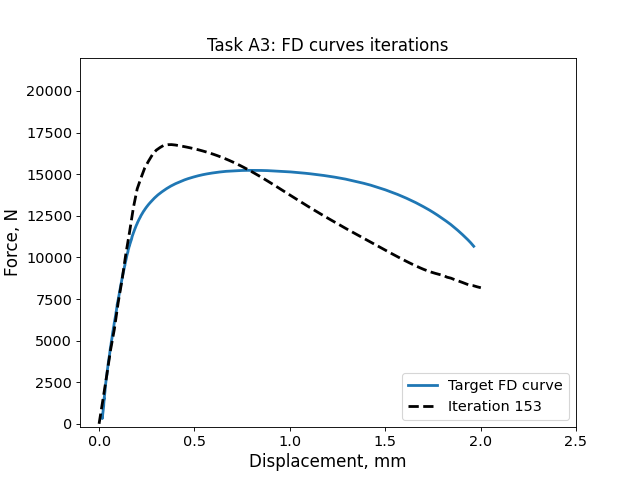 Task A3: FD curves iterations
Force, N
20000
17500
15000
12500
10000
7500
5000
2500
0
0.0 0.5 1.0 1.5 2.0 2.5
Displacement, mm
Target FD curve
Iteration 153